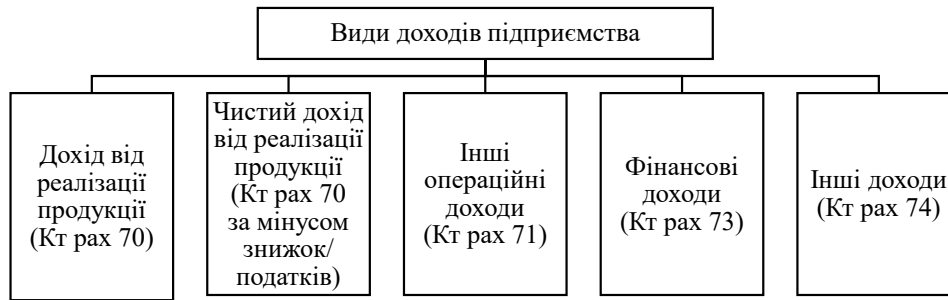 Види доходів підприємства
Дохід від
реалізації
продукції
(Кт рах 70)
Чистий дохід
від реалізації
продукції
(Кт рах 70
за мінусом
знижок/
податків)
Інші
операційні
доходи
(Кт рах 71)
Фінансові
доходи
(Кт рах 73)
Інші доходи
(Кт рах 74)